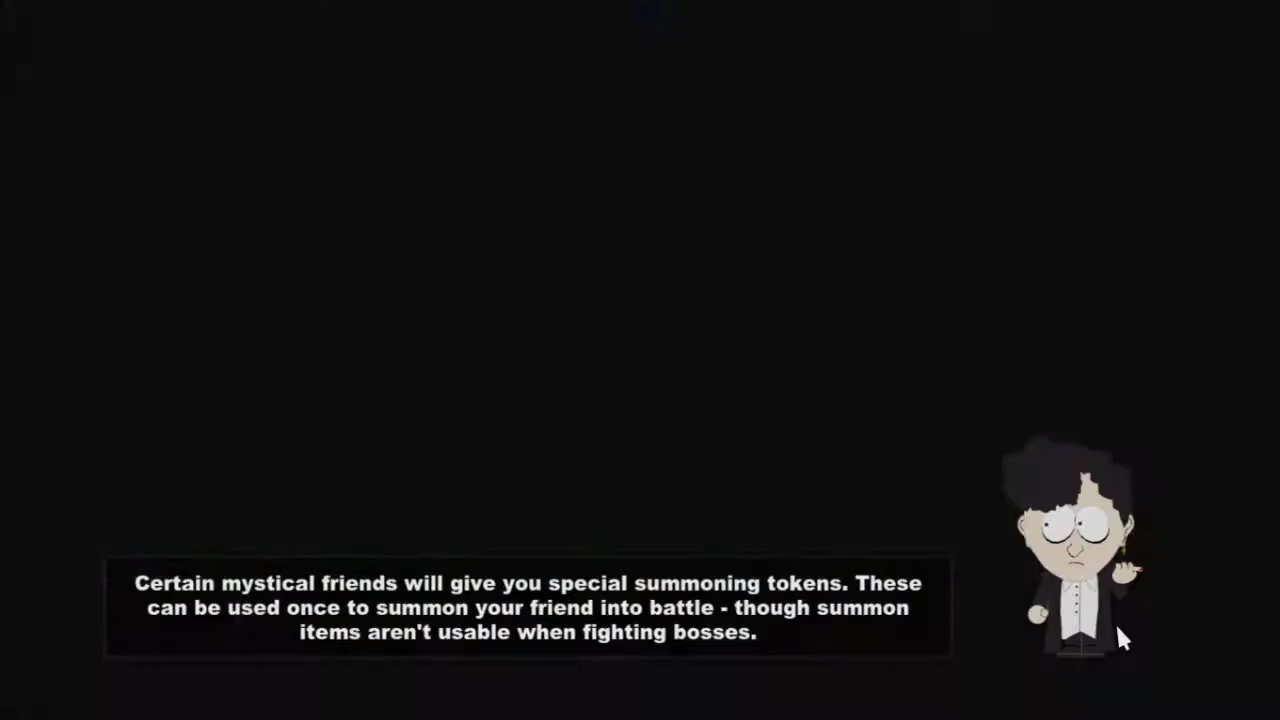 Certain mystical friends will give you special summoning tokens. These
can be used once to summon your friend into battle - though summon
items aren't usable when fighting bosses.